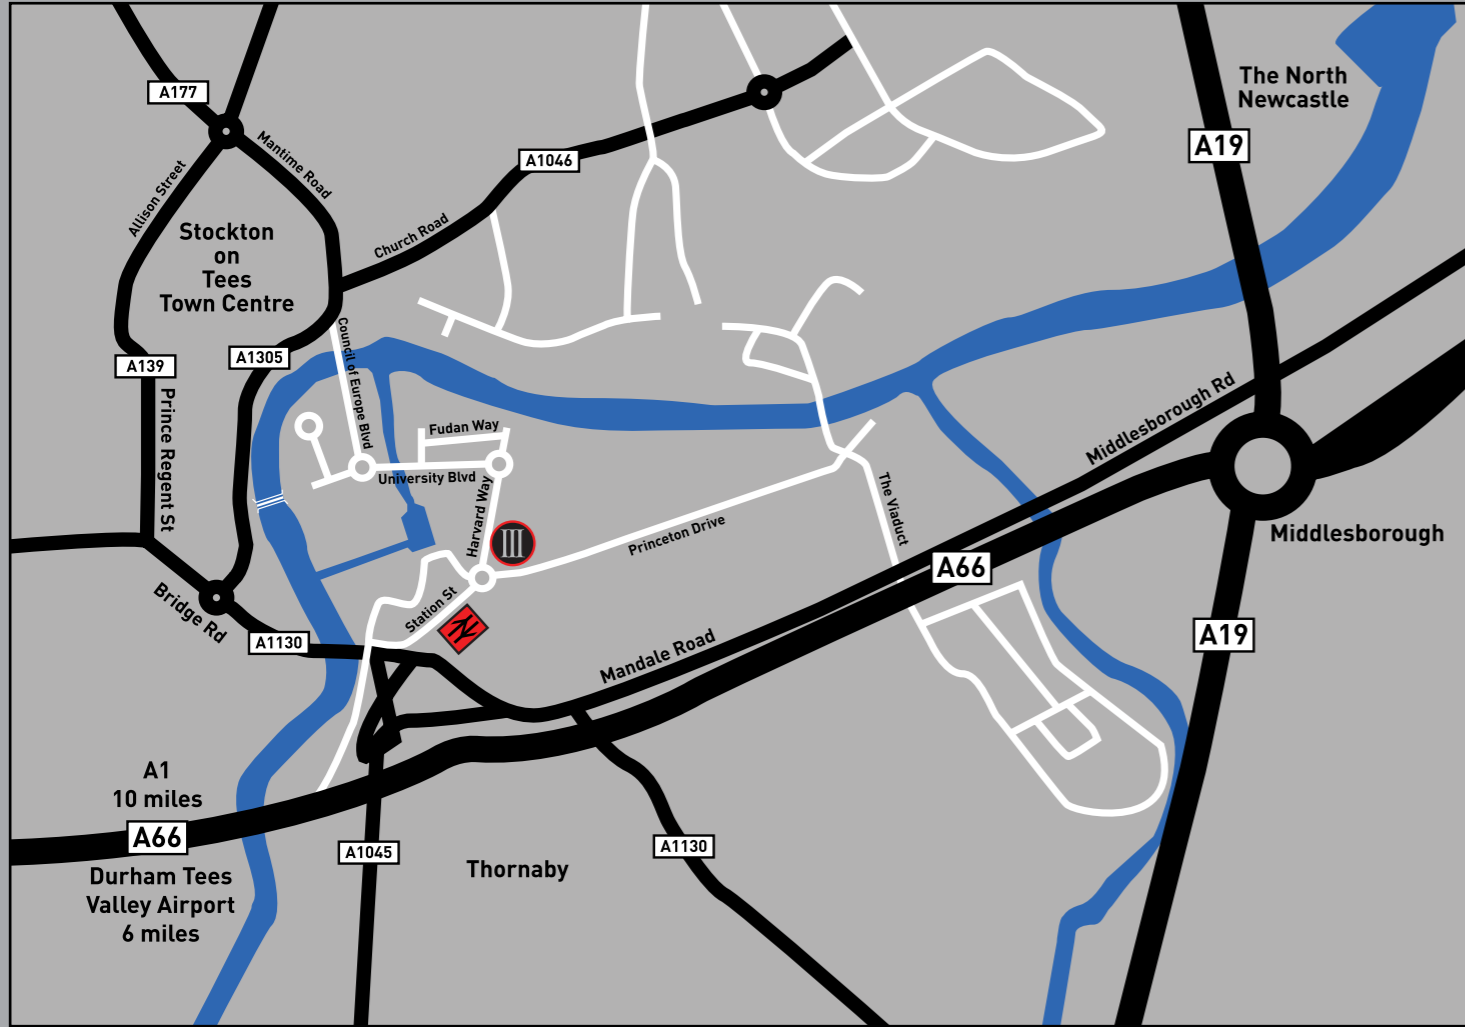 A177
Mantime Road
Allison Street
Stockton
on
Tees
Town Centre
A1046
Church Road
The North
Newcastle
A19
A139
A1305
Council of Europe Blvd
Prince Regent St
Fudan Way
University Blvd
Harvard Way
Princeton Drive
The Viaduct
Middlesborough Rd
Middlesborough
A66
A19
Bridge Rd
A1130
Station St
Mandale Road
A1
10 miles
A66
Durham Tees
Valley Airport
6 miles
A1045
Thornaby
A1130